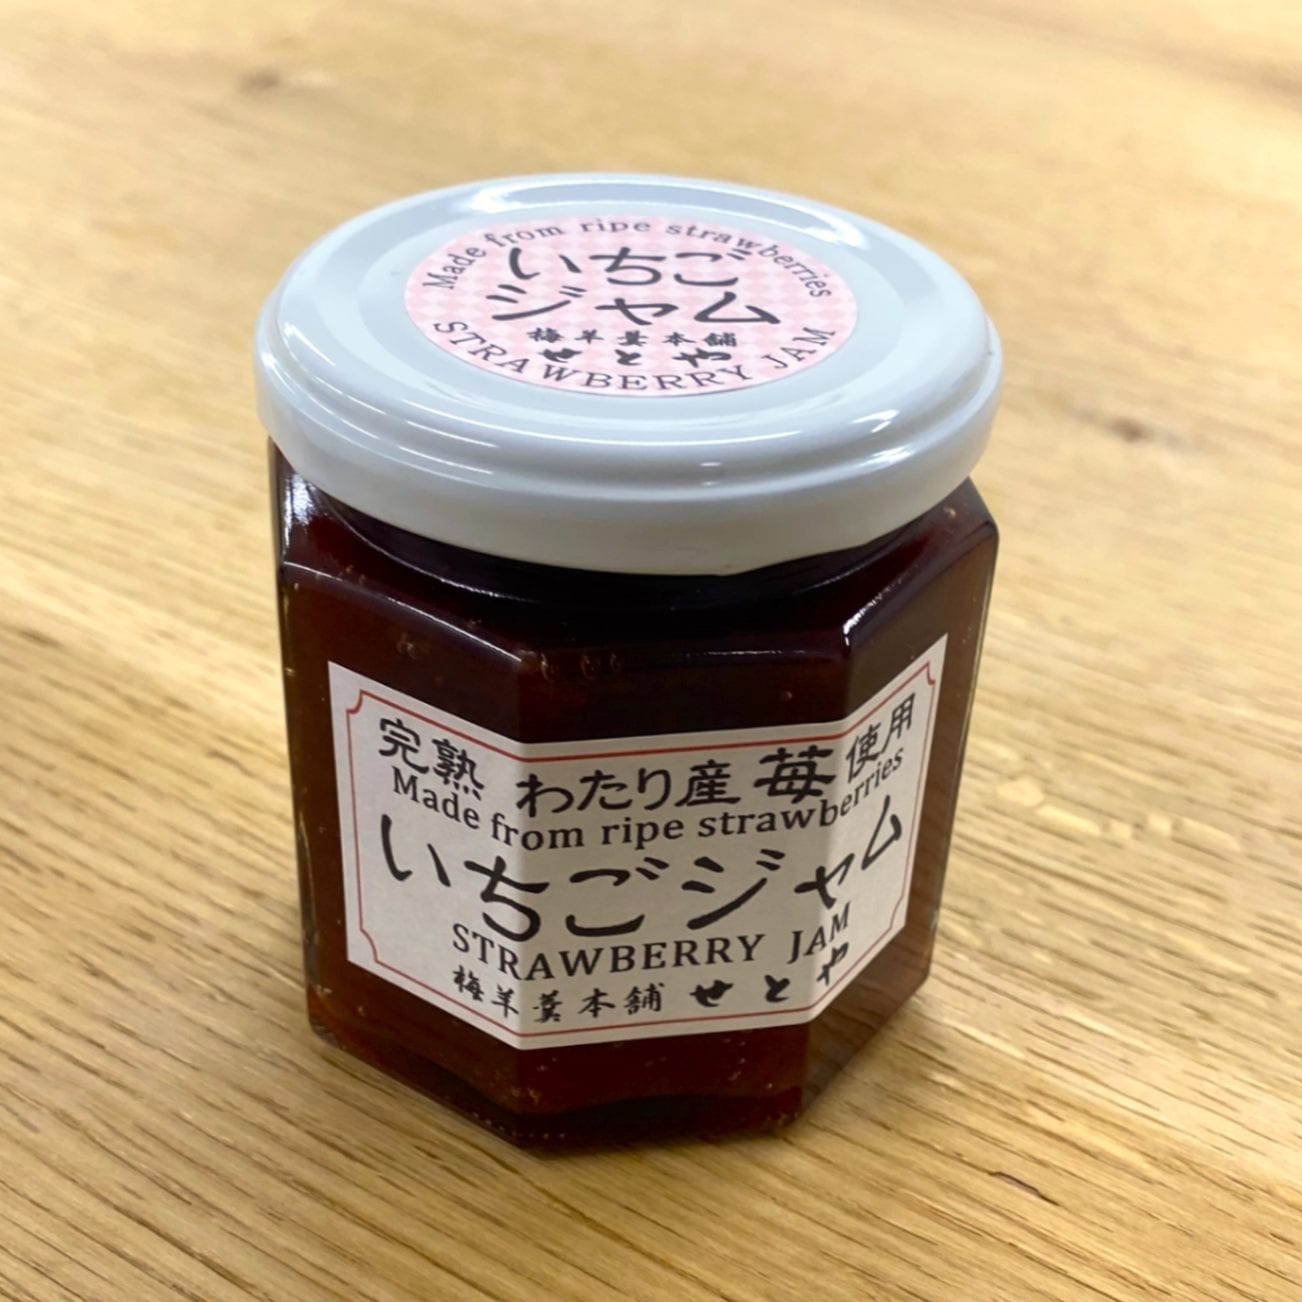 Made from ripe strawberries
いちご
ジャム
梅羊羹本舗
せとや
STRAWBERRY JAM
完熟 わたり産 苺 使用
Made from ripe strawberries
いちごジャム
STRAWBERRY JAM
梅羊羹本舗 せとや